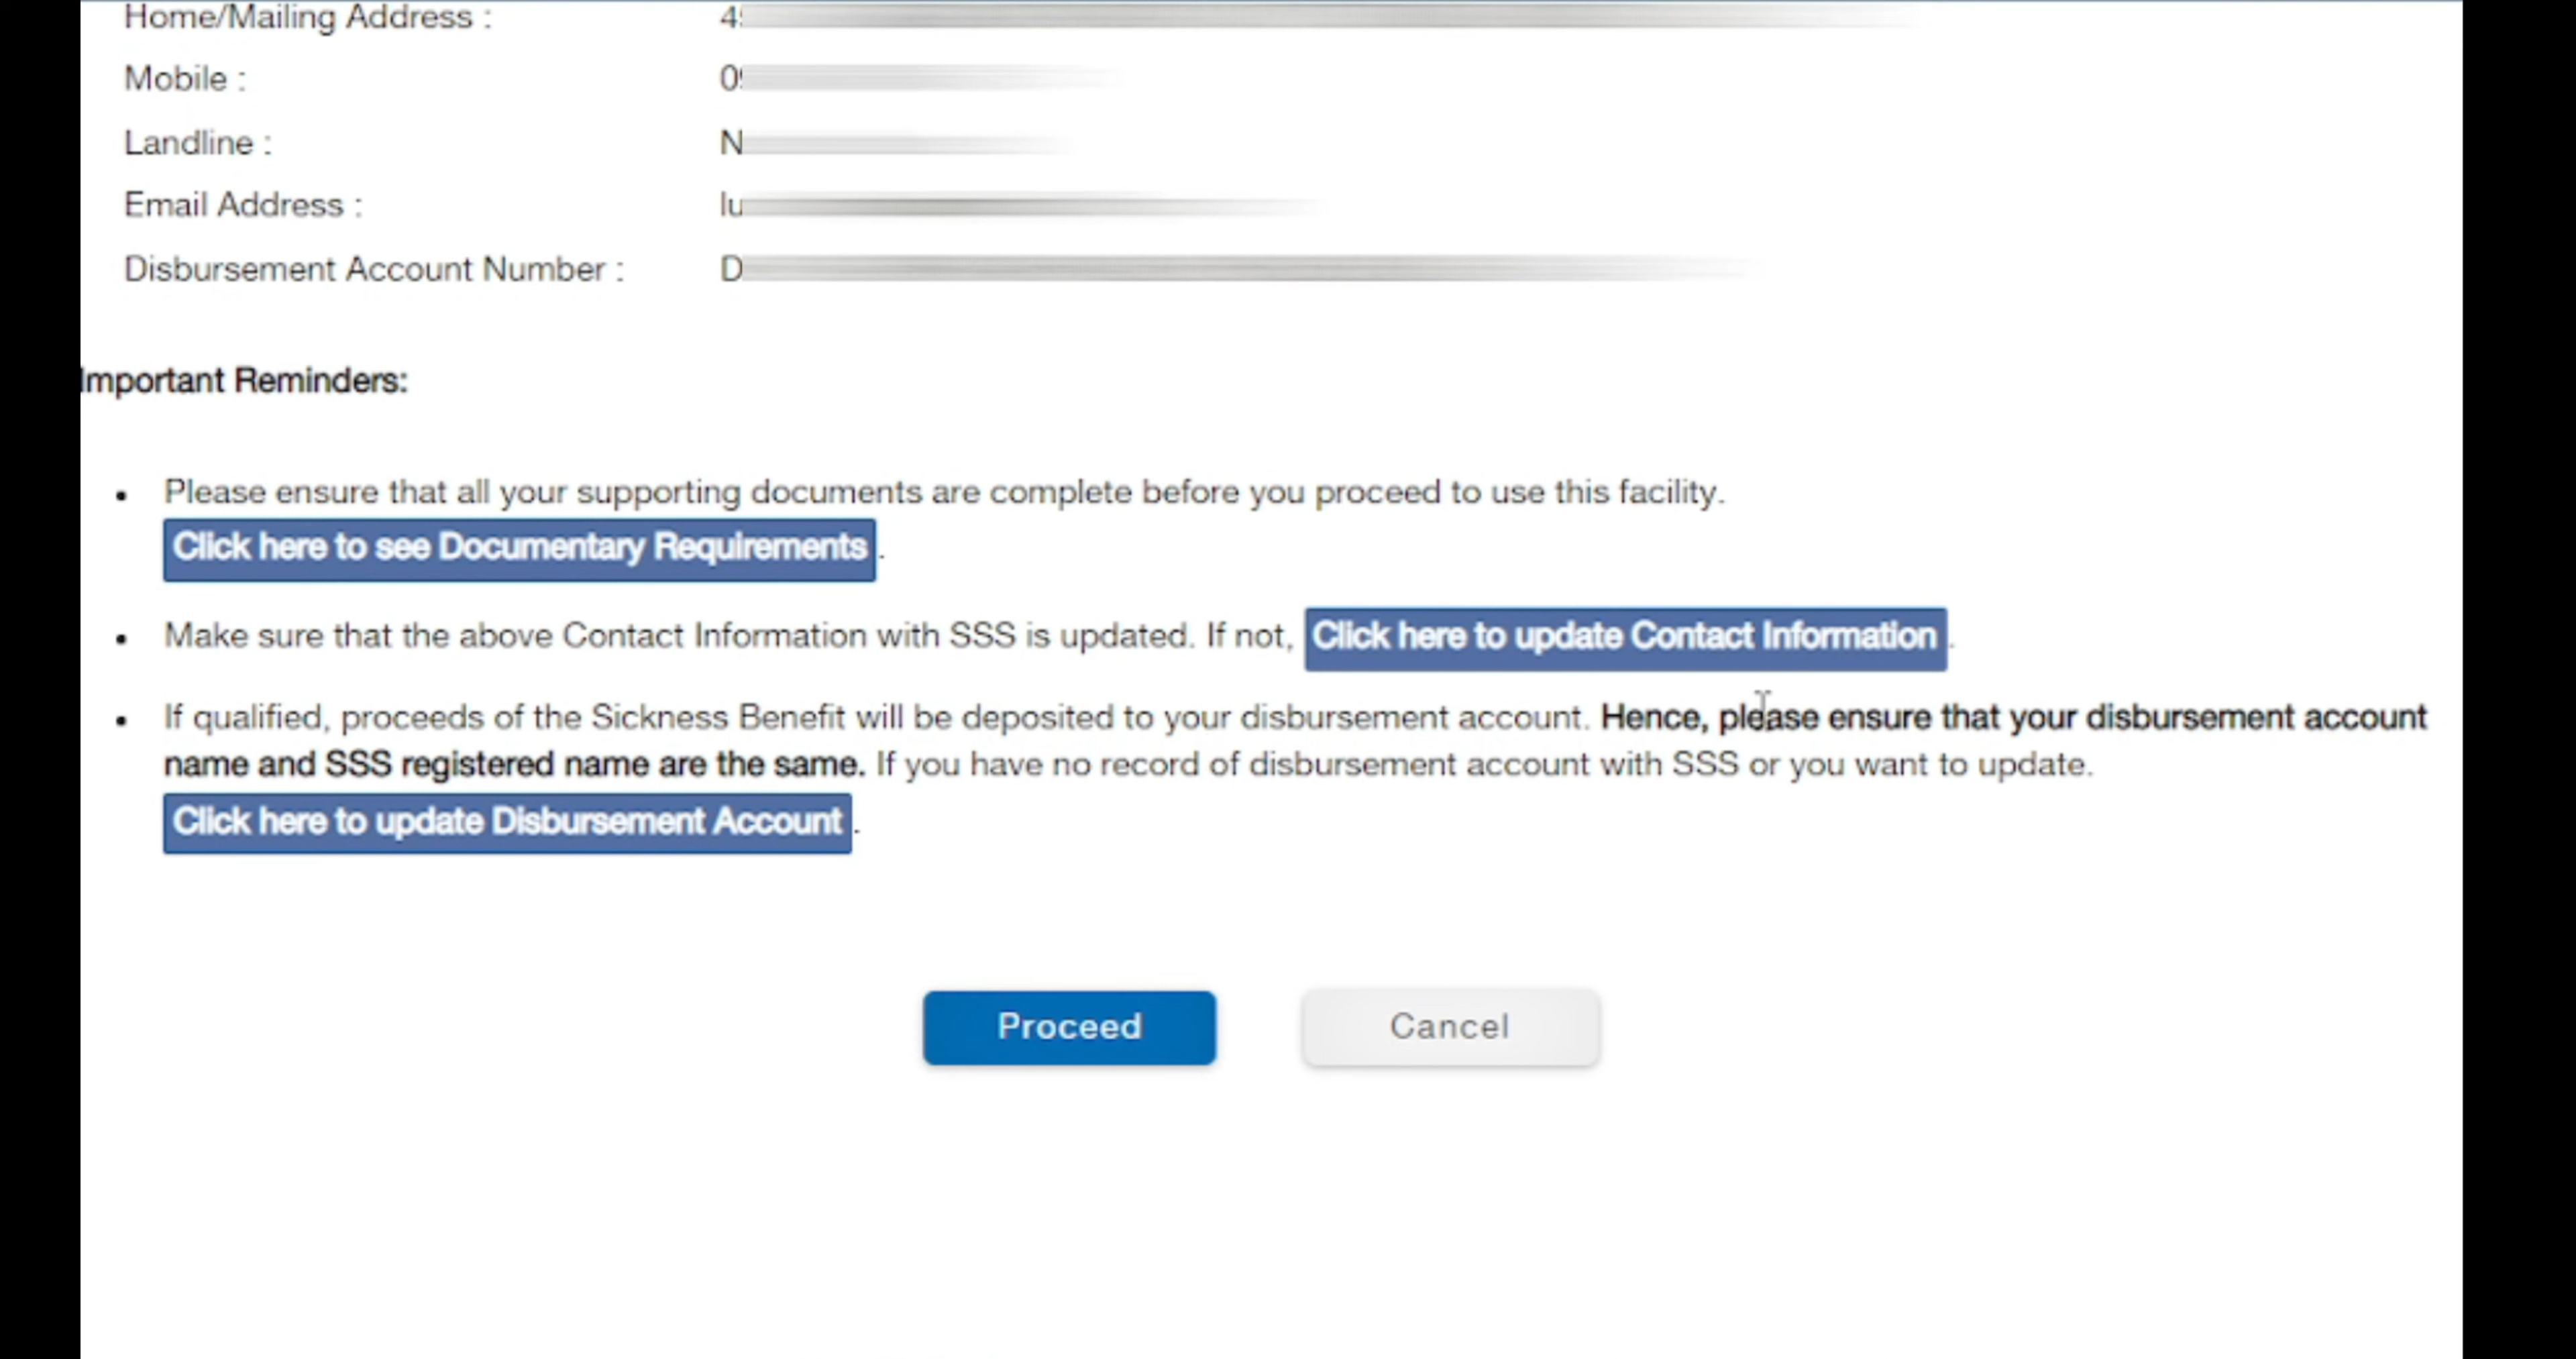 Home/Mailing Address :
Mobile :
Landline :
Email Address :
Disbursement Account Number :
Important Reminders:
• Please ensure that all your supporting documents are complete before you proceed to use this facility.
Click here to see Documentary Requirements .
• Make sure that the above Contact Information with SSS is updated. If not, Click here to update Contact Information .
• If qualified, proceeds of the Sickness Benefit will be deposited to your disbursement account. Hence, please ensure that your disbursement account
name and SSS registered name are the same. If you have no record of disbursement account with SSS or you want to update.
Click here to update Disbursement Account .
Proceed Cancel